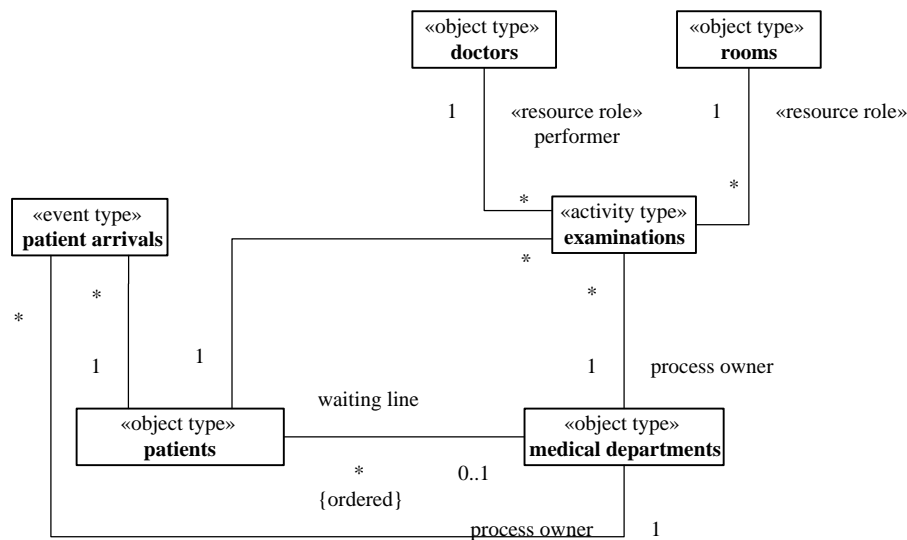 «object type»
doctors
«object type»
rooms
1
«resource role»
performer
1
«resource role»
*
*
«event type»
patient arrivals
«activity type»
examinations
*
*
*
*
1
1
1
process owner
waiting line
«object type»
patients
«object type»
medical departments
*
0..1
{ordered}
process owner
1